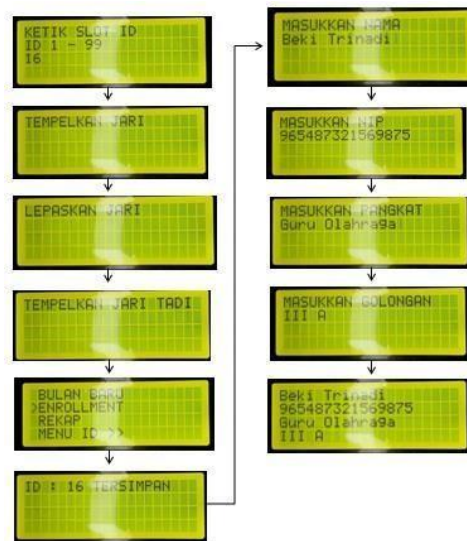 KETIK SLOT ID
ID 1 - 99
16
TEMPELKAN JARI
LEPASKAN JARI
TEMPELKAN JARI TADI
BULAN BARU
>ENROLLMENT
REKAP
MENU ID >>
ID : 16 TERSIMPAN
MASUKKAN NAMA
Beki Trinadi
MASUKKAN NIP
965487321569875
MASUKKAN PANGKAT
Guru Olahraga
MASUKKAN GOLONGAN
III A
Beki Trinadi
965487321569875
Guru Olahraga
III A